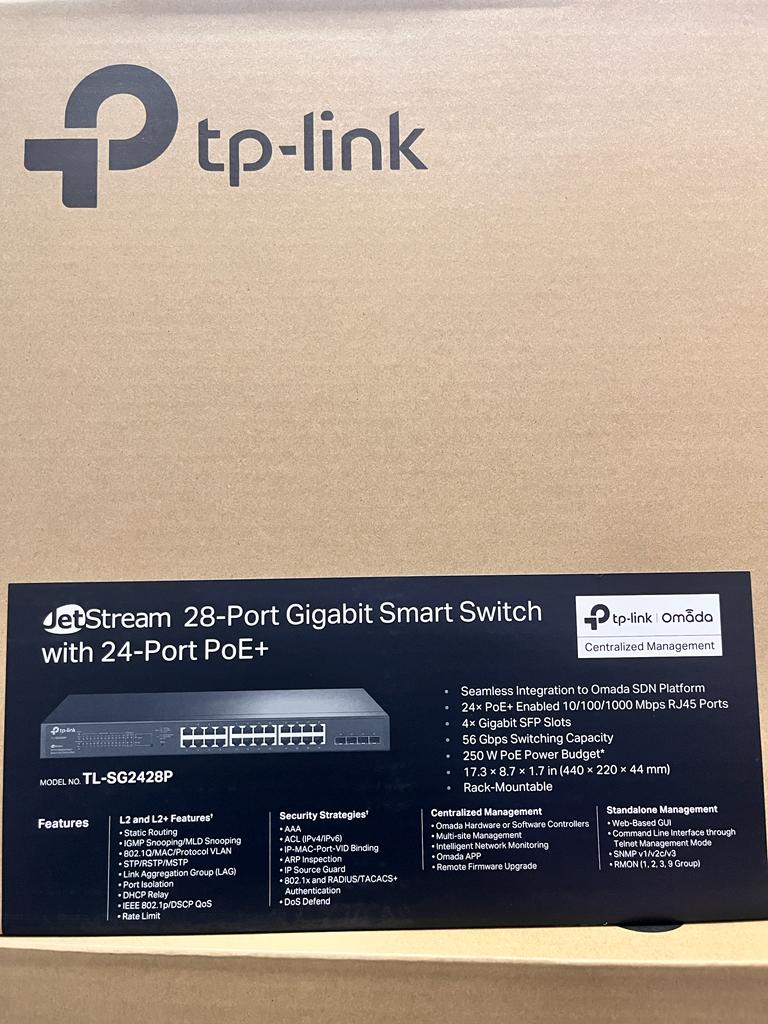 tp-link
JetStream 28-Port Gigabit Smart Switch
with 24-Port PoE+
tp-link | Omada
Centralized Management
• Seamless Integration to Omada SDN Platform
• 24× PoE+ Enabled 10/100/1000 Mbps RJ45 Ports
• 4× Gigabit SFP Slots
• 56 Gbps Switching Capacity
• 250 W PoE Power Budget*
• 17.3 × 8.7 × 1.7 in (440 × 220 × 44 mm)
• Rack-Mountable
tp-link
MODEL NO. TL-SG2428P
Features
L2 and L2+ Features†
• Static Routing
• IGMP Snooping/MLD Snooping
• 802.1Q/MAC/Protocol VLAN
• STP/RSTP/MSTP
• Link Aggregation Group (LAG)
• Port Isolation
• DHCP Relay
• IEEE 802.1p/DSCP QoS
• Rate Limit
Security Strategies†
• AAA
• ACL (IPv4/IPv6)
• IP-MAC-Port-VID Binding
• ARP Inspection
• IP Source Guard
• 802.1x and RADIUS/TACACS+
Authentication
• DoS Defend
Centralized Management
• Omada Hardware or Software Controllers
• Multi-site Management
• Intelligent Network Monitoring
• Omada APP
• Remote Firmware Upgrade
Standalone Management
• Web-Based GUI
• Command Line Interface through
Telnet Management Mode
• SNMP v1/v2c/v3
• RMON (1, 2, 3, 9 Group)